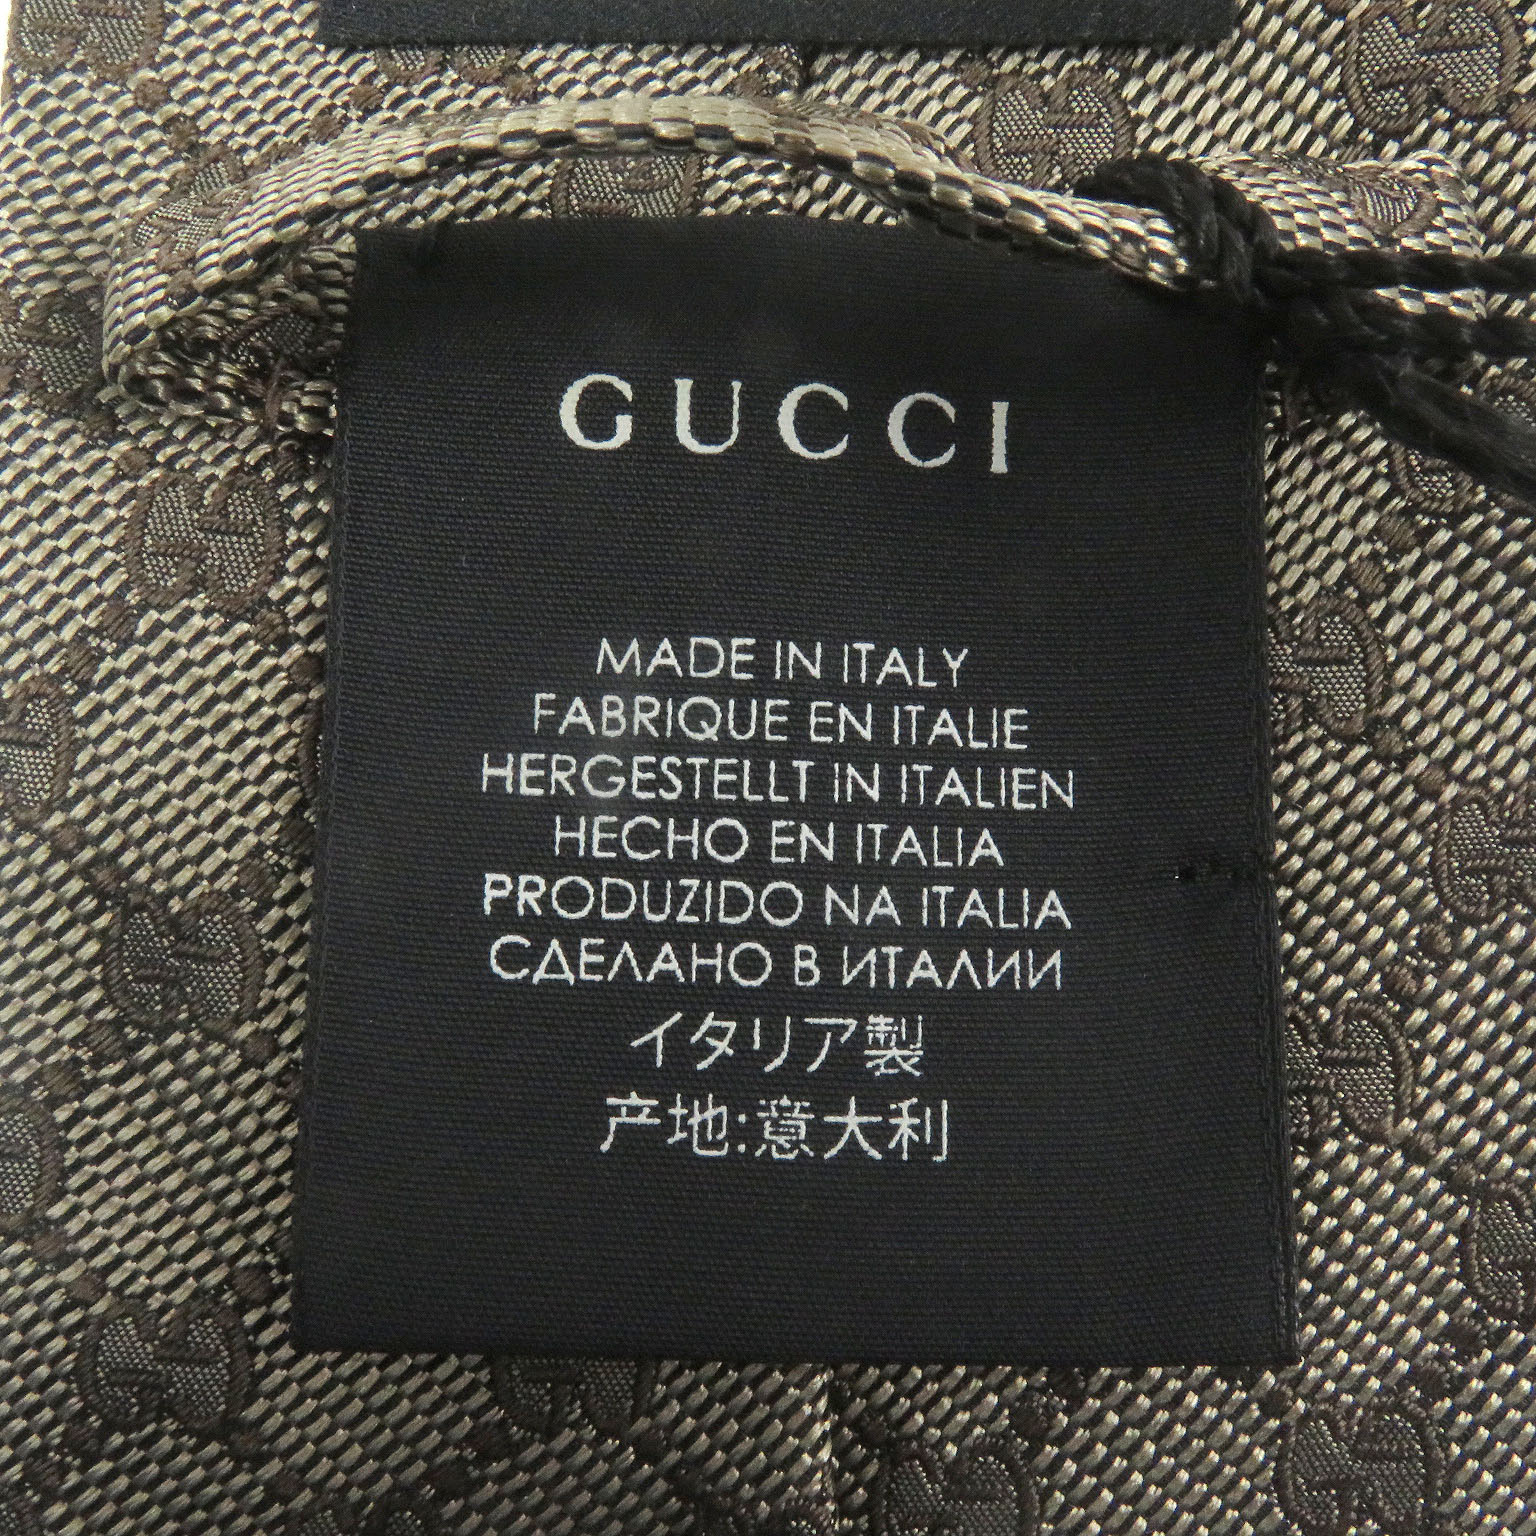 GUCCI
MADE IN ITALY
FABRIQUE EN ITALIE
HERGESTELLT IN ITALIEN
HECHO EN ITALIA
PRODUZIDO NA ITALIA
СДЕЛАНО В ИТАЛИИ
イタリア製
产地:意大利